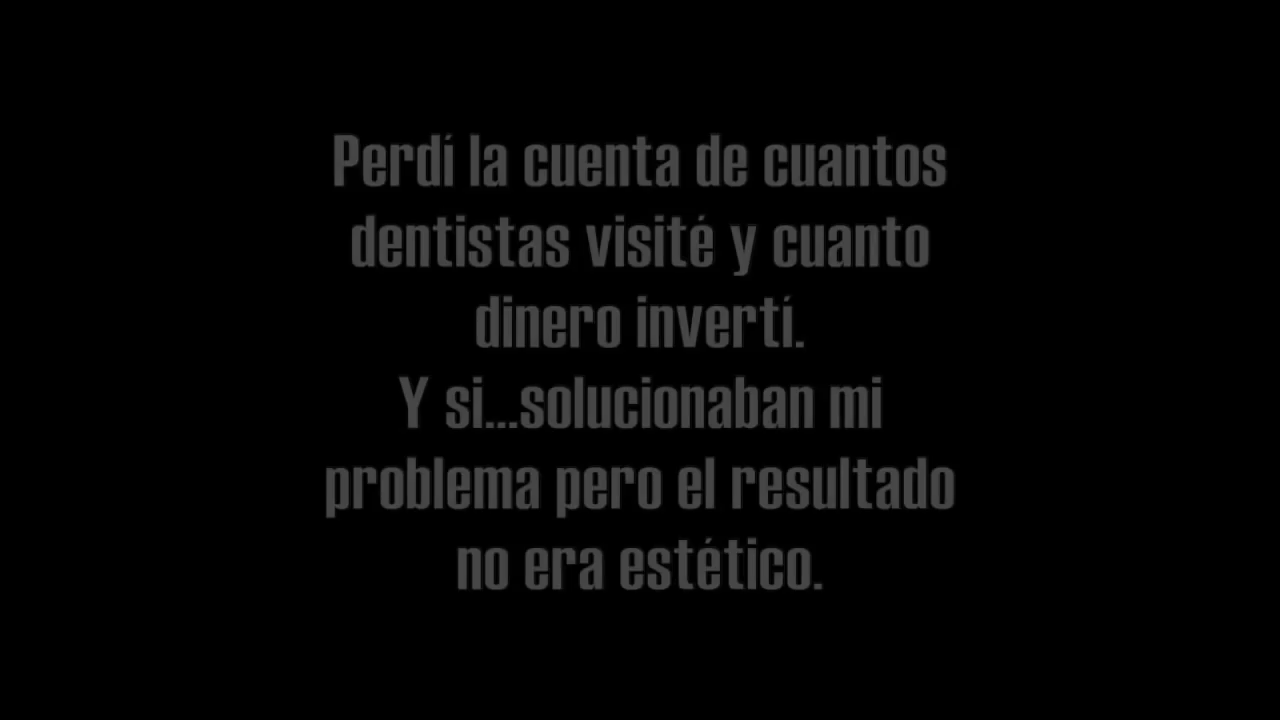 Perdí la cuenta de cuantos
dentistas visité y cuanto
dinero invertí.
Y si...solucionaban mi
problema pero el resultado
no era estético.